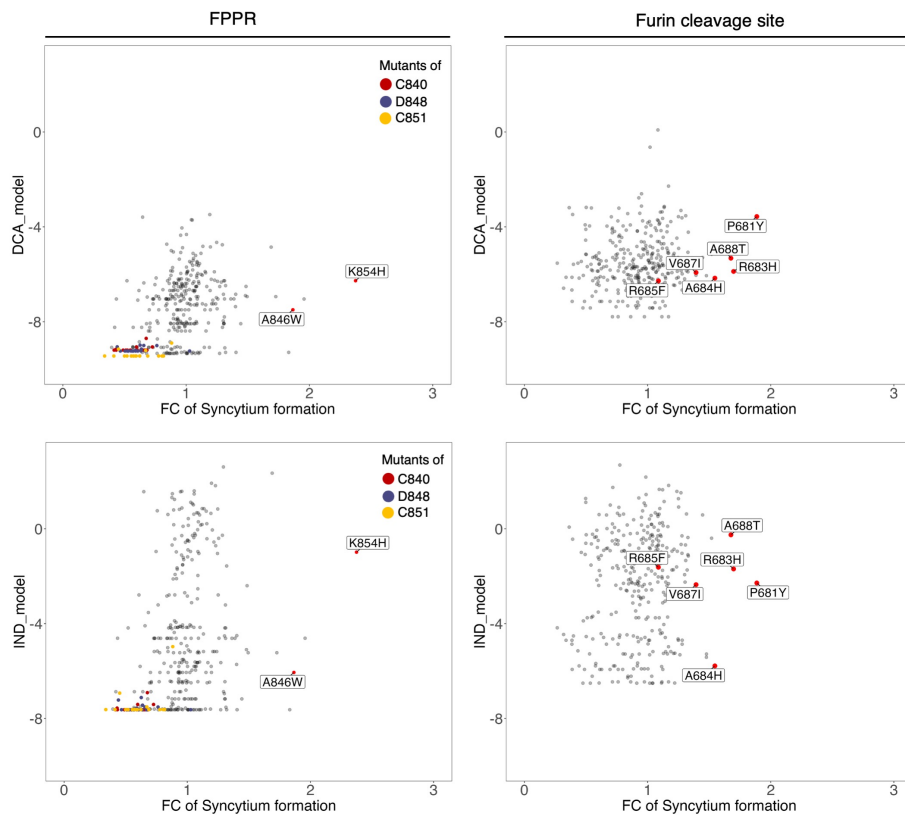 FPPR
Furin cleavage site
Mutants of
C840
D848
C851
0
-4
-8
DCA_model
K854H
A846W
0
1
2
3
FC of Syncytium formation
0
-4
-8
DCA_model
P681Y
A688T
V687I
R683H
R685F
A684H
0
1
2
3
FC of Syncytium formation
Mutants of
C840
D848
C851
0
-4
-8
IND_model
K854H
A846W
0
1
2
3
FC of Syncytium formation
0
-4
-8
IND_model
A688T
R685F
R683H
V687I
P681Y
A684H
0
1
2
3
FC of Syncytium formation